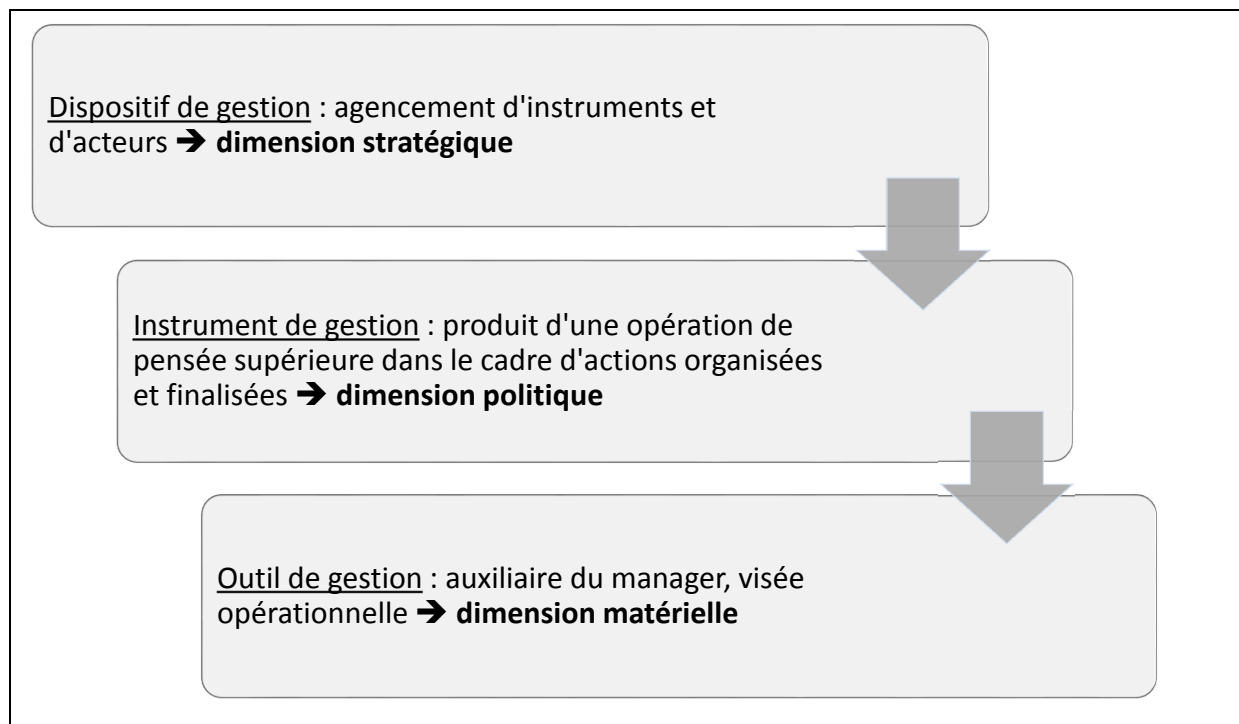 Dispositif de gestion : agencement d'instruments et
d'acteurs ➔ dimension stratégique
Instrument de gestion : produit d'une opération de
pensée supérieure dans le cadre d'actions organisées
et finalisées ➔ dimension politique
Outil de gestion : auxiliaire du manager, visée
opérationnelle ➔ dimension matérielle